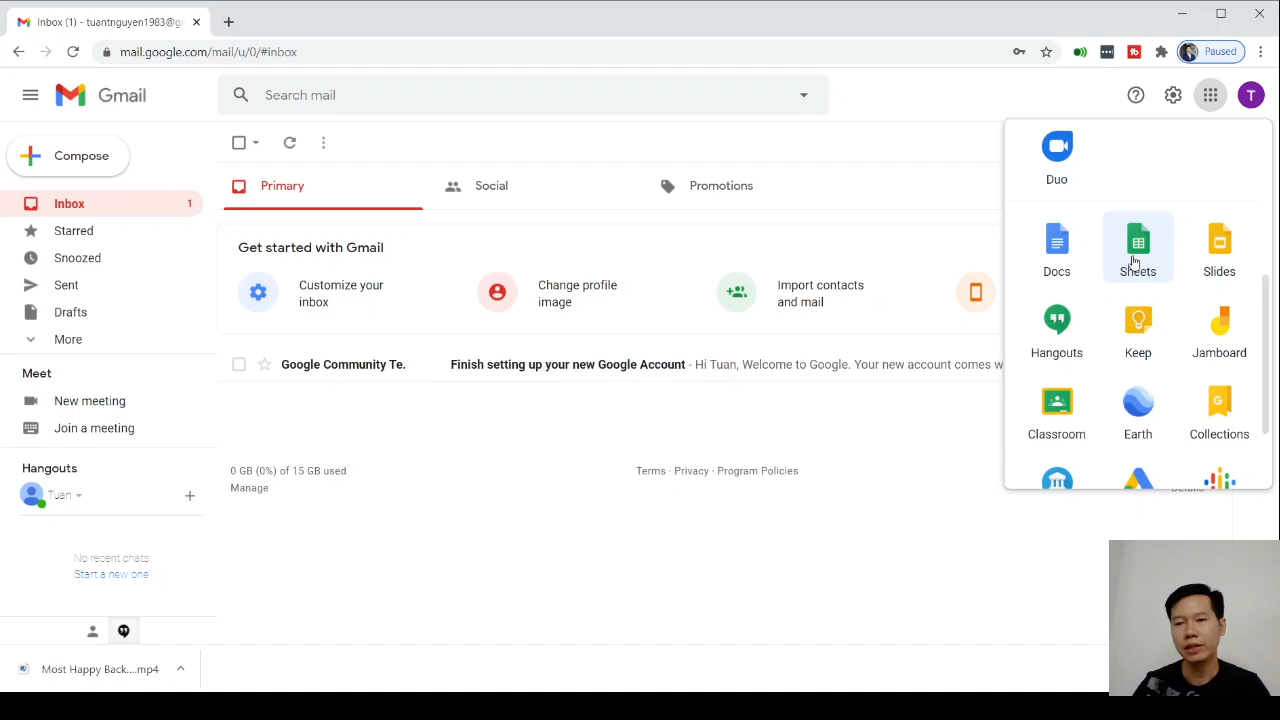 Inbox (1) - tuantnguyen1983@gm
mail.google.com/mail/u/0/#inbox
Paused
Gmail
Search mail
T
Compose
Inbox 1
Starred
Snoozed
Sent
Drafts
More
Meet
New meeting
Join a meeting
Hangouts
Tuan
No recent chats
Start a new one
Primary
Social
Promotions
Get started with Gmail
Customize your
inbox
Change profile
image
Import contacts
and mail
Google Community Te.
Finish setting up your new Google Account - Hi Tuan, Welcome to Google. Your new account comes w
0 GB (0%) of 15 GB used
Manage
Terms · Privacy · Program Policies
Details
Duo
Docs
Sheets
Slides
Hangouts
Keep
Jamboard
Classroom
Earth
Collections
Most Happy Back....mp4